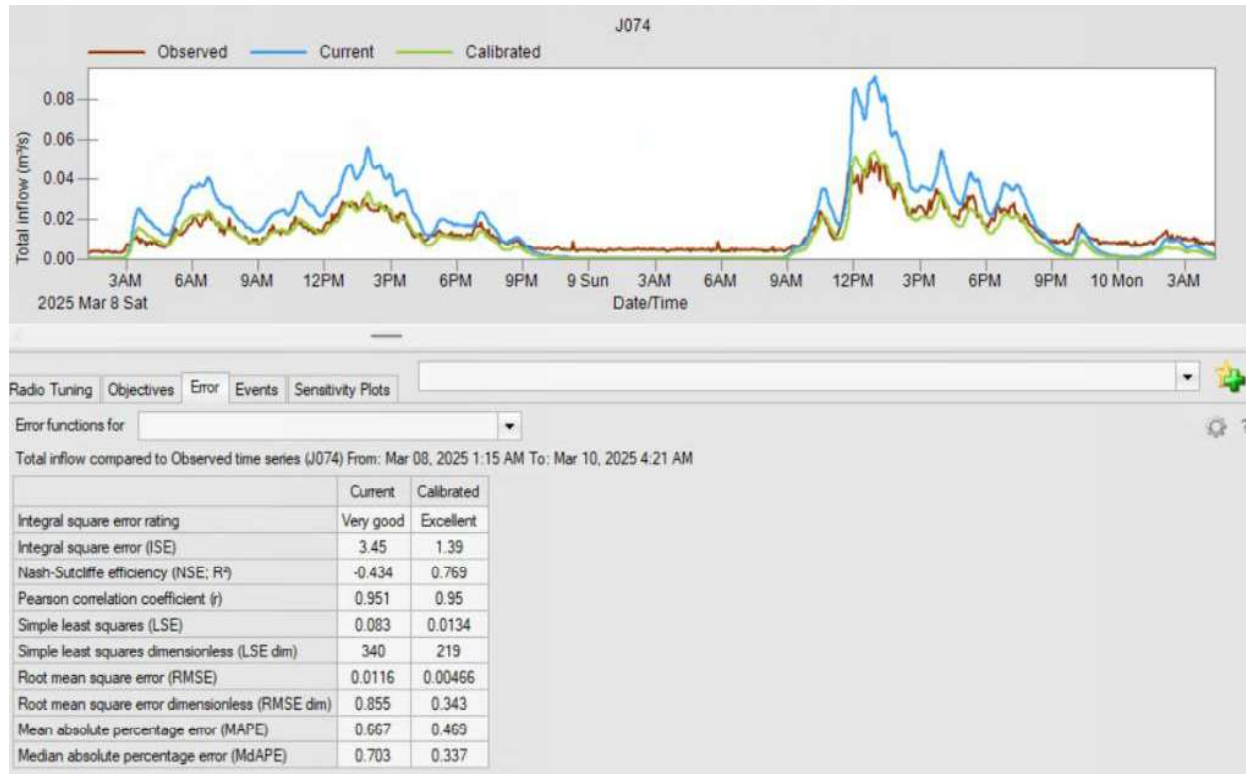 J074
Observed Current Calibrated
Total inflow (m³/s)
0.08
0.06
0.04
0.02
0.00
3AM 6AM 9AM 12PM 3PM 6PM 9PM 9 Sun 3AM 6AM 9AM 12PM 3PM 6PM 9PM 10 Mon 3AM
2025 Mar 8 Sat
Date/Time
Radio Tuning Objectives Error Events Sensitivity Plots
Error functions for
?
Total inflow compared to Observed time series (J074) From: Mar 08, 2025 1:15 AM To: Mar 10, 2025 4:21 AM
Current Calibrated
Integral square error rating Very good Excellent
Integral square error (ISE) 3.45 1.39
Nash-Sutcliffe efficiency (NSE; R²) -0.434 0.769
Pearson correlation coefficient (r) 0.951 0.95
Simple least squares (LSE) 0.083 0.0134
Simple least squares dimensionless (LSE dim) 340 219
Root mean square error (RMSE) 0.0116 0.00466
Root mean square error dimensionless (RMSE dim) 0.855 0.343
Mean absolute percentage error (MAPE) 0.667 0.469
Median absolute percentage error (MdAPE) 0.703 0.337